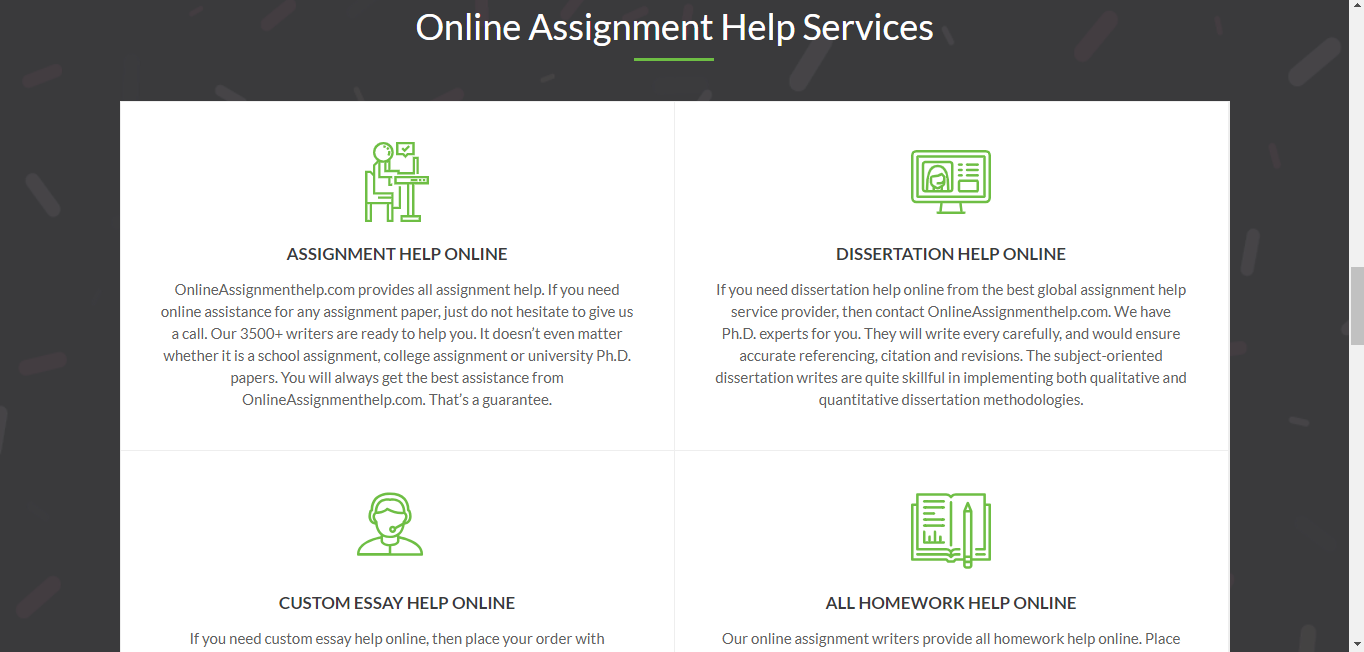 Online Assignment Help Services
ASSIGNMENT HELP ONLINE
OnlineAssignmenthelp.com provides all assignment help. If you need
online assistance for any assignment paper, just do not hesitate to give us
a call. Our 3500+ writers are ready to help you. It doesn’t even matter
whether it is a school assignment, college assignment or university Ph.D.
papers. You will always get the best assistance from
OnlineAssignmenthelp.com. That’s a guarantee.
DISSERTATION HELP ONLINE
If you need dissertation help online from the best global assignment help
service provider, then contact OnlineAssignmenthelp.com. We have
Ph.D. experts for you. They will write every carefully, and would ensure
accurate referencing, citation and revisions. The subject-oriented
dissertation writes are quite skillful in implementing both qualitative and
quantitative dissertation methodologies.
CUSTOM ESSAY HELP ONLINE
If you need custom essay help online, then place your order with
ALL HOMEWORK HELP ONLINE
Our online assignment writers provide all homework help online. Place